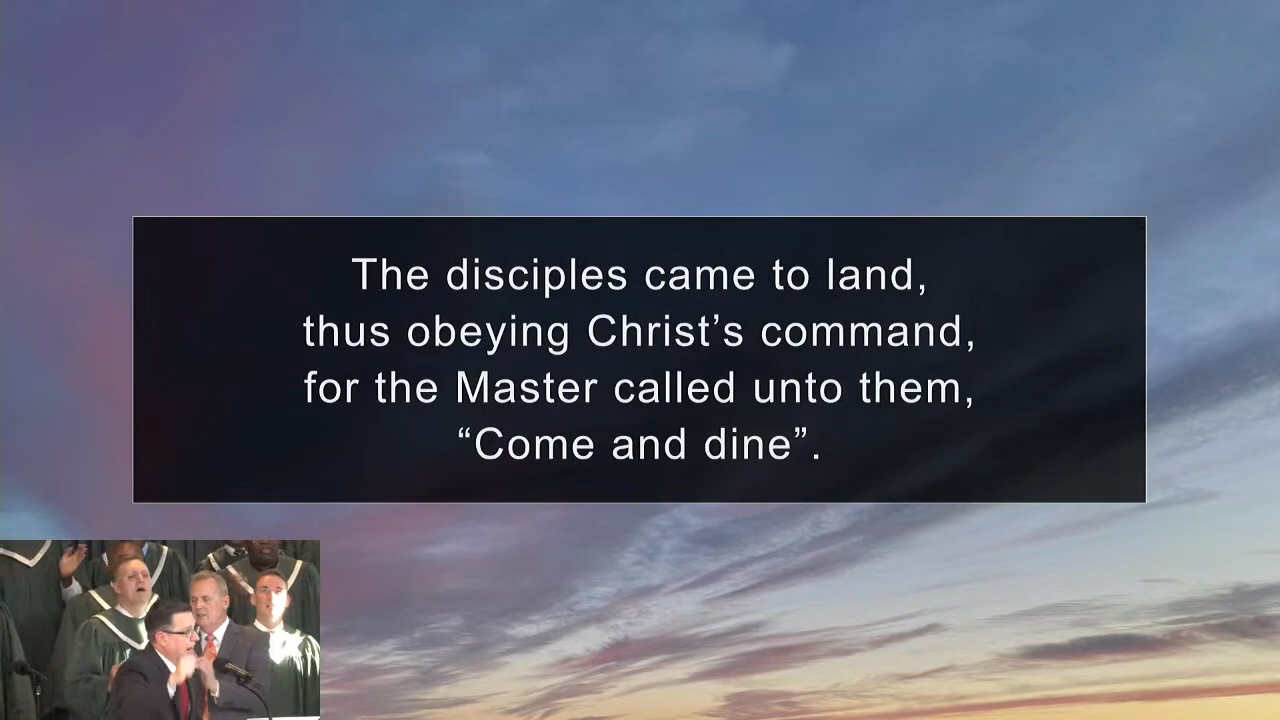 The disciples came to land,
thus obeying Christ’s command,
for the Master called unto them,
“Come and dine”.